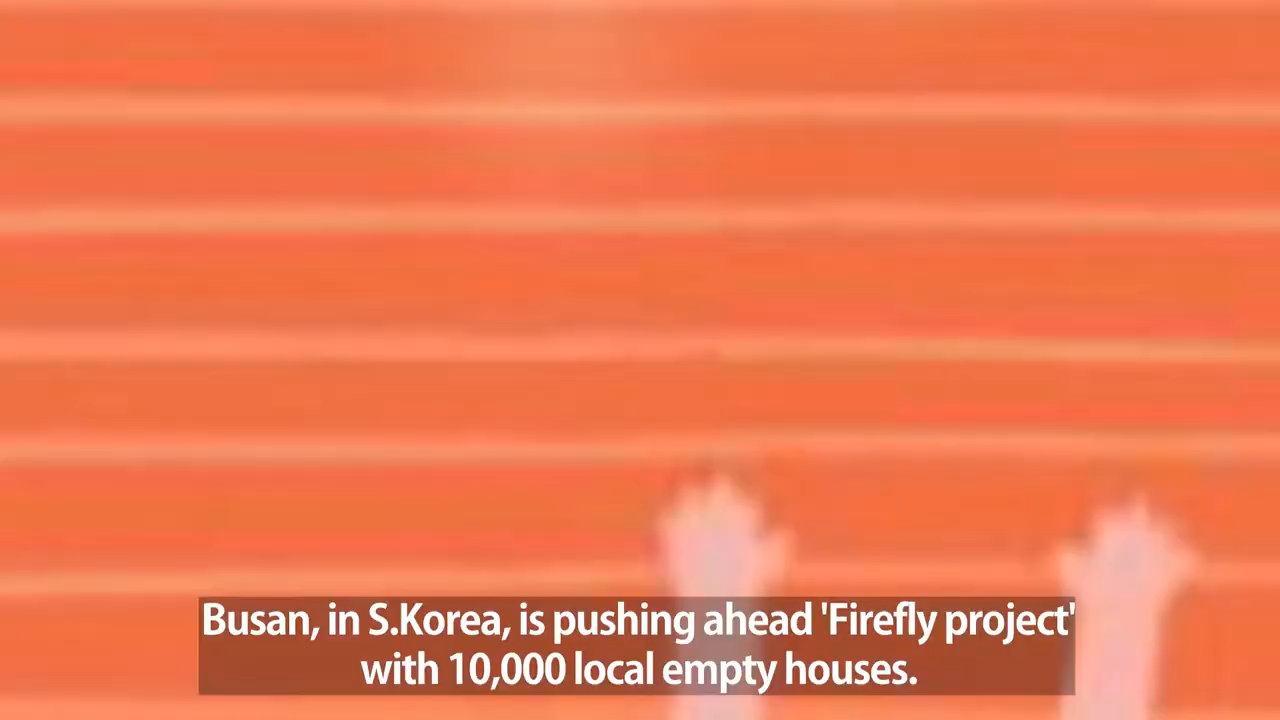 Busan, in S.Korea, is pushing ahead 'Firefly project'
with 10,000 local empty houses.